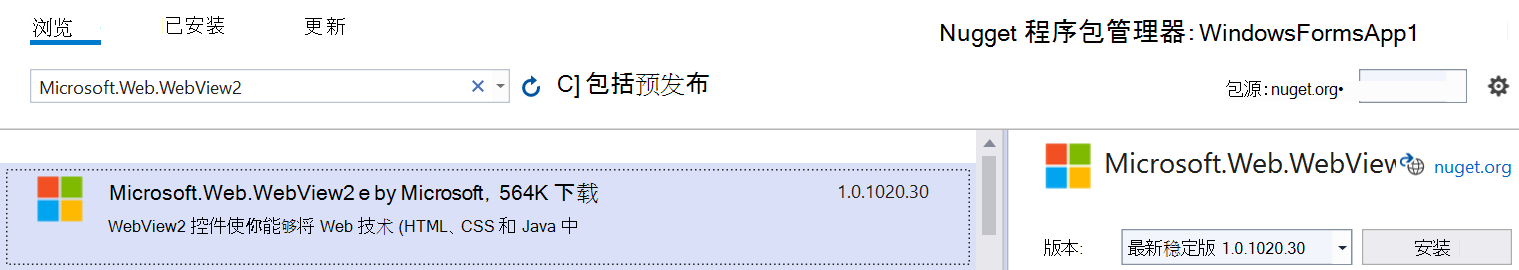 浏览 已安装 更新
Nugget 程序包管理器: WindowsFormsApp1
Microsoft.Web.WebView2
C] 包括预发布
包源: nuget.org•
Microsoft.Web.WebView2 e by Microsoft, 564K 下载
1.0.1020.30
WebView2 控件使你能够将 Web 技术 (HTML、CSS 和 Java 中
Microsoft.Web.WebView
nuget.org
版本:
最新稳定版 1.0.1020.30
安装